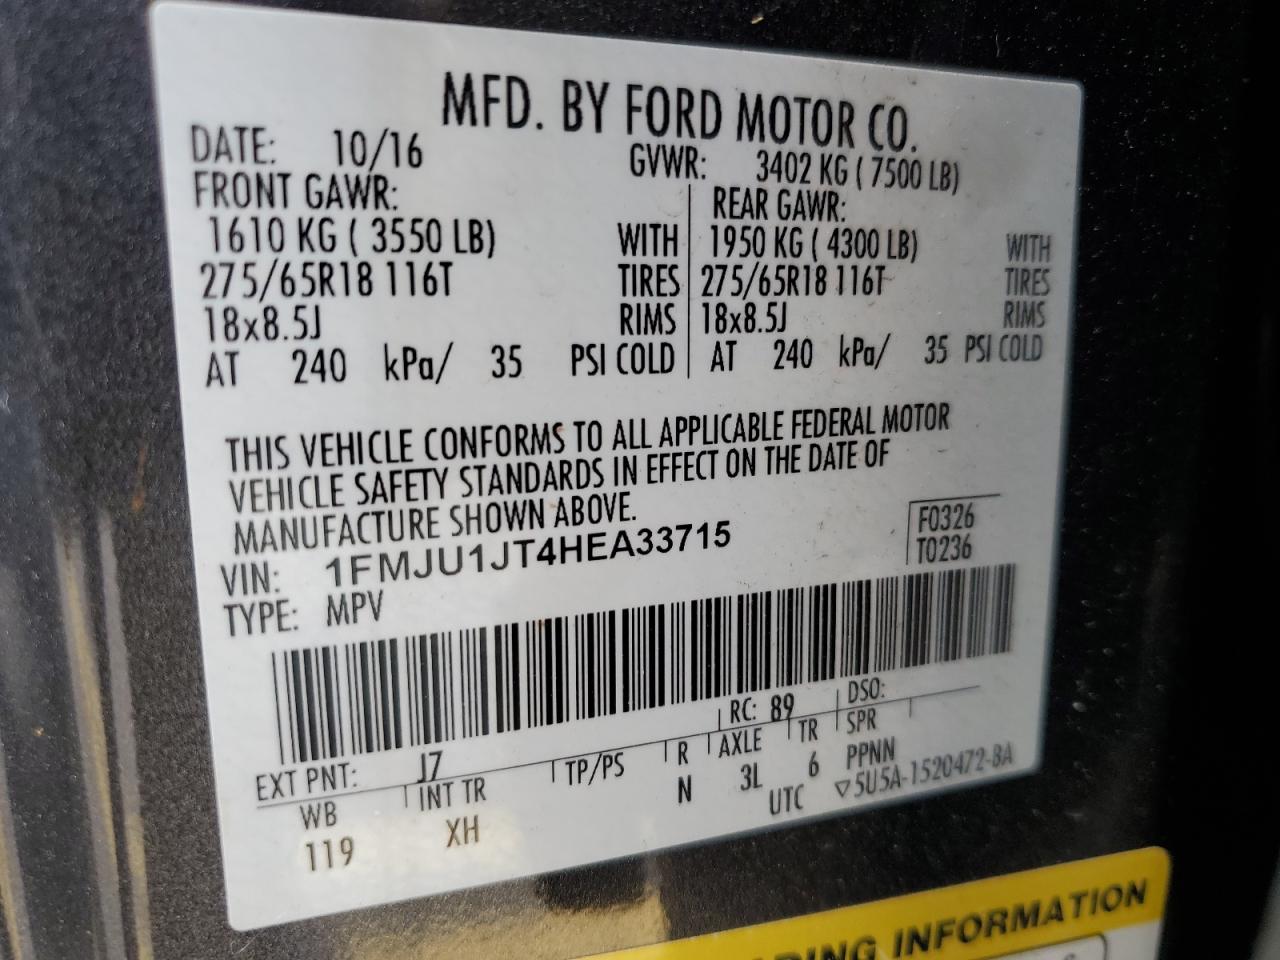 MFD. BY FORD MOTOR CO.
DATE: 10/16 GVWR: 3402 KG ( 7500 LB)
FRONT GAWR: REAR GAWR:
1610 KG ( 3550 LB) WITH 1950 KG ( 4300 LB) WITH
275/65R18 116T TIRES 275/65R18 116T TIRES
18x8.5J RIMS 18x8.5J RIMS
AT 240 kPa/ 35 PSI COLD AT 240 kPa/ 35 PSI COLD
THIS VEHICLE CONFORMS TO ALL APPLICABLE FEDERAL MOTOR
VEHICLE SAFETY STANDARDS IN EFFECT ON THE DATE OF
MANUFACTURE SHOWN ABOVE.
F0326
VIN: 1FMJU1JT4HEA33715 T0236
TYPE: MPV
EXT PNT: J7 RC: 89 DSO:
WB INT TR TP/PS R AXLE TR SPR
119 XH N 3L 6 PPNN
UTC ▽5U5A-1520472-BA
INFORMATION